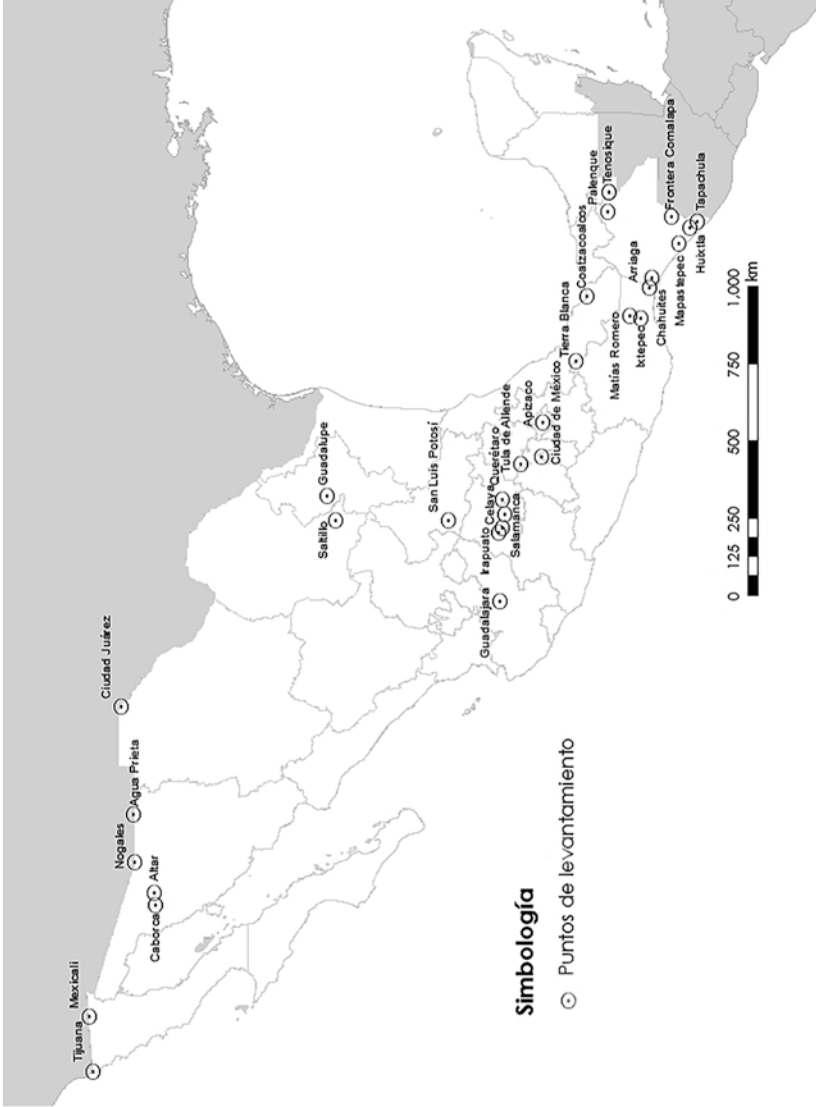 Tijuana
Mexicali
Caborca
Altar
Nogales
Agua Prieta
Ciudad Juárez
Saltillo
Guadalupe
San Luis Potosí
Guadalajara
Irapuato
Celaya
Salamanca
Querétaro
Tula de Allende
Apizaco
Ciudad de México
Tierra Blanca
Coatzacoalcos
Palenque
Tenosique
Matías Romero
Ixtepec
Chahuites
Arriaga
Mapastepec
Huixtla
Frontera Comalapa
Tapachula
Simbología
Puntos de levantamiento
0 125 250 500 750 1,000
km